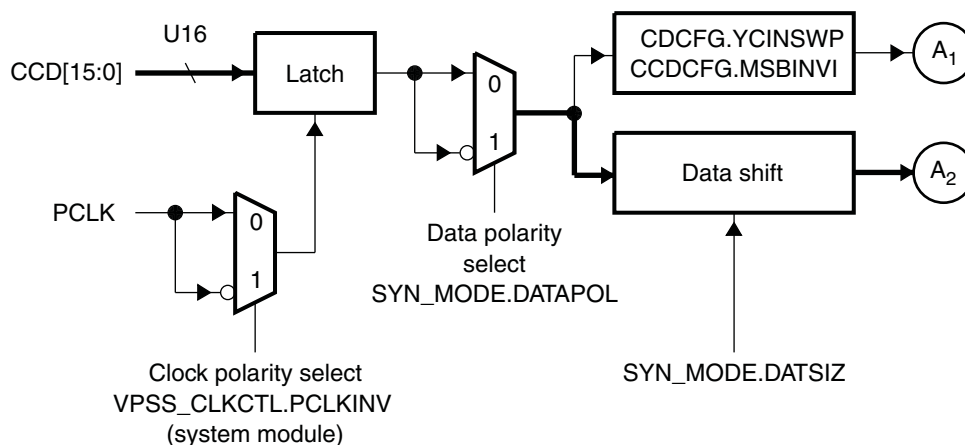 U16
CCD[15:0]
Latch
0
1
CDCFG.YCINSWP
CCDCFG.MSBINVI
A1
Data shift
A2
PCLK
0
1
Data polarity
select
SYN_MODE.DATAPOL
Clock polarity select
VPSS_CLKCTL.PCLKINV
(system module)
SYN_MODE.DATSIZ